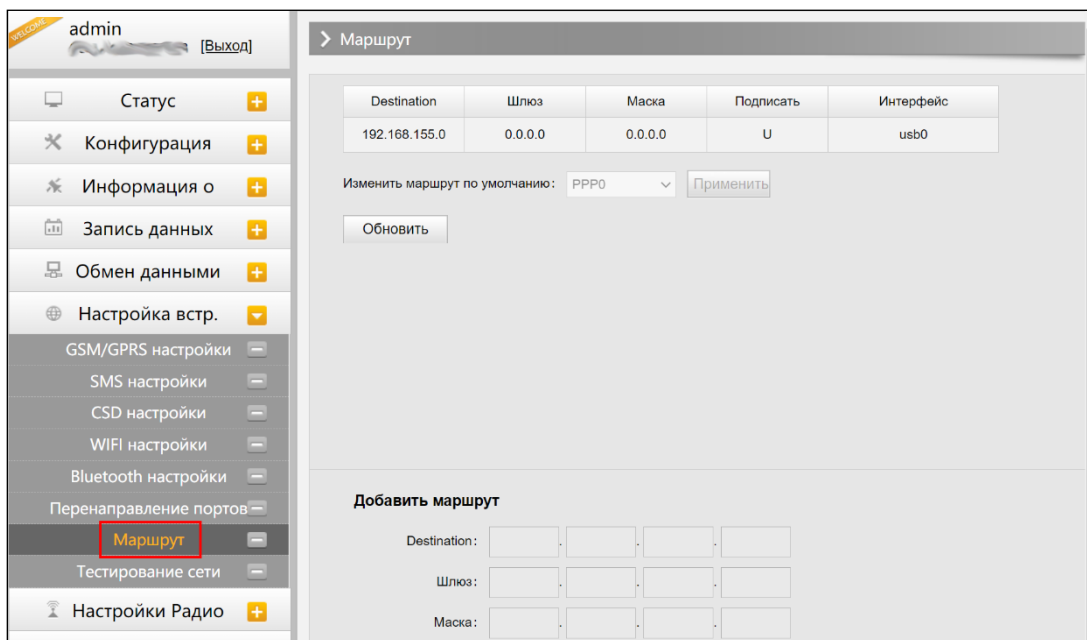 WELCOME
admin
[Выход]
Статус
Конфигурация
Информация о
Запись данных
Обмен данными
Настройка встр.
GSM/GPRS настройки
SMS настройки
CSD настройки
WIFI настройки
Bluetooth настройки
Перенаправление портов
Маршрут
Тестирование сети
Настройки Радио
Маршрут
Destination Шлюз Маска Подписать Интерфейс
192.168.155.0 0.0.0.0 0.0.0.0 U usb0
Изменить маршрут по умолчанию: PPP0 Применить
Обновить
Добавить маршрут
Destination: . . .
Шлюз: . . .
Маска: . . .